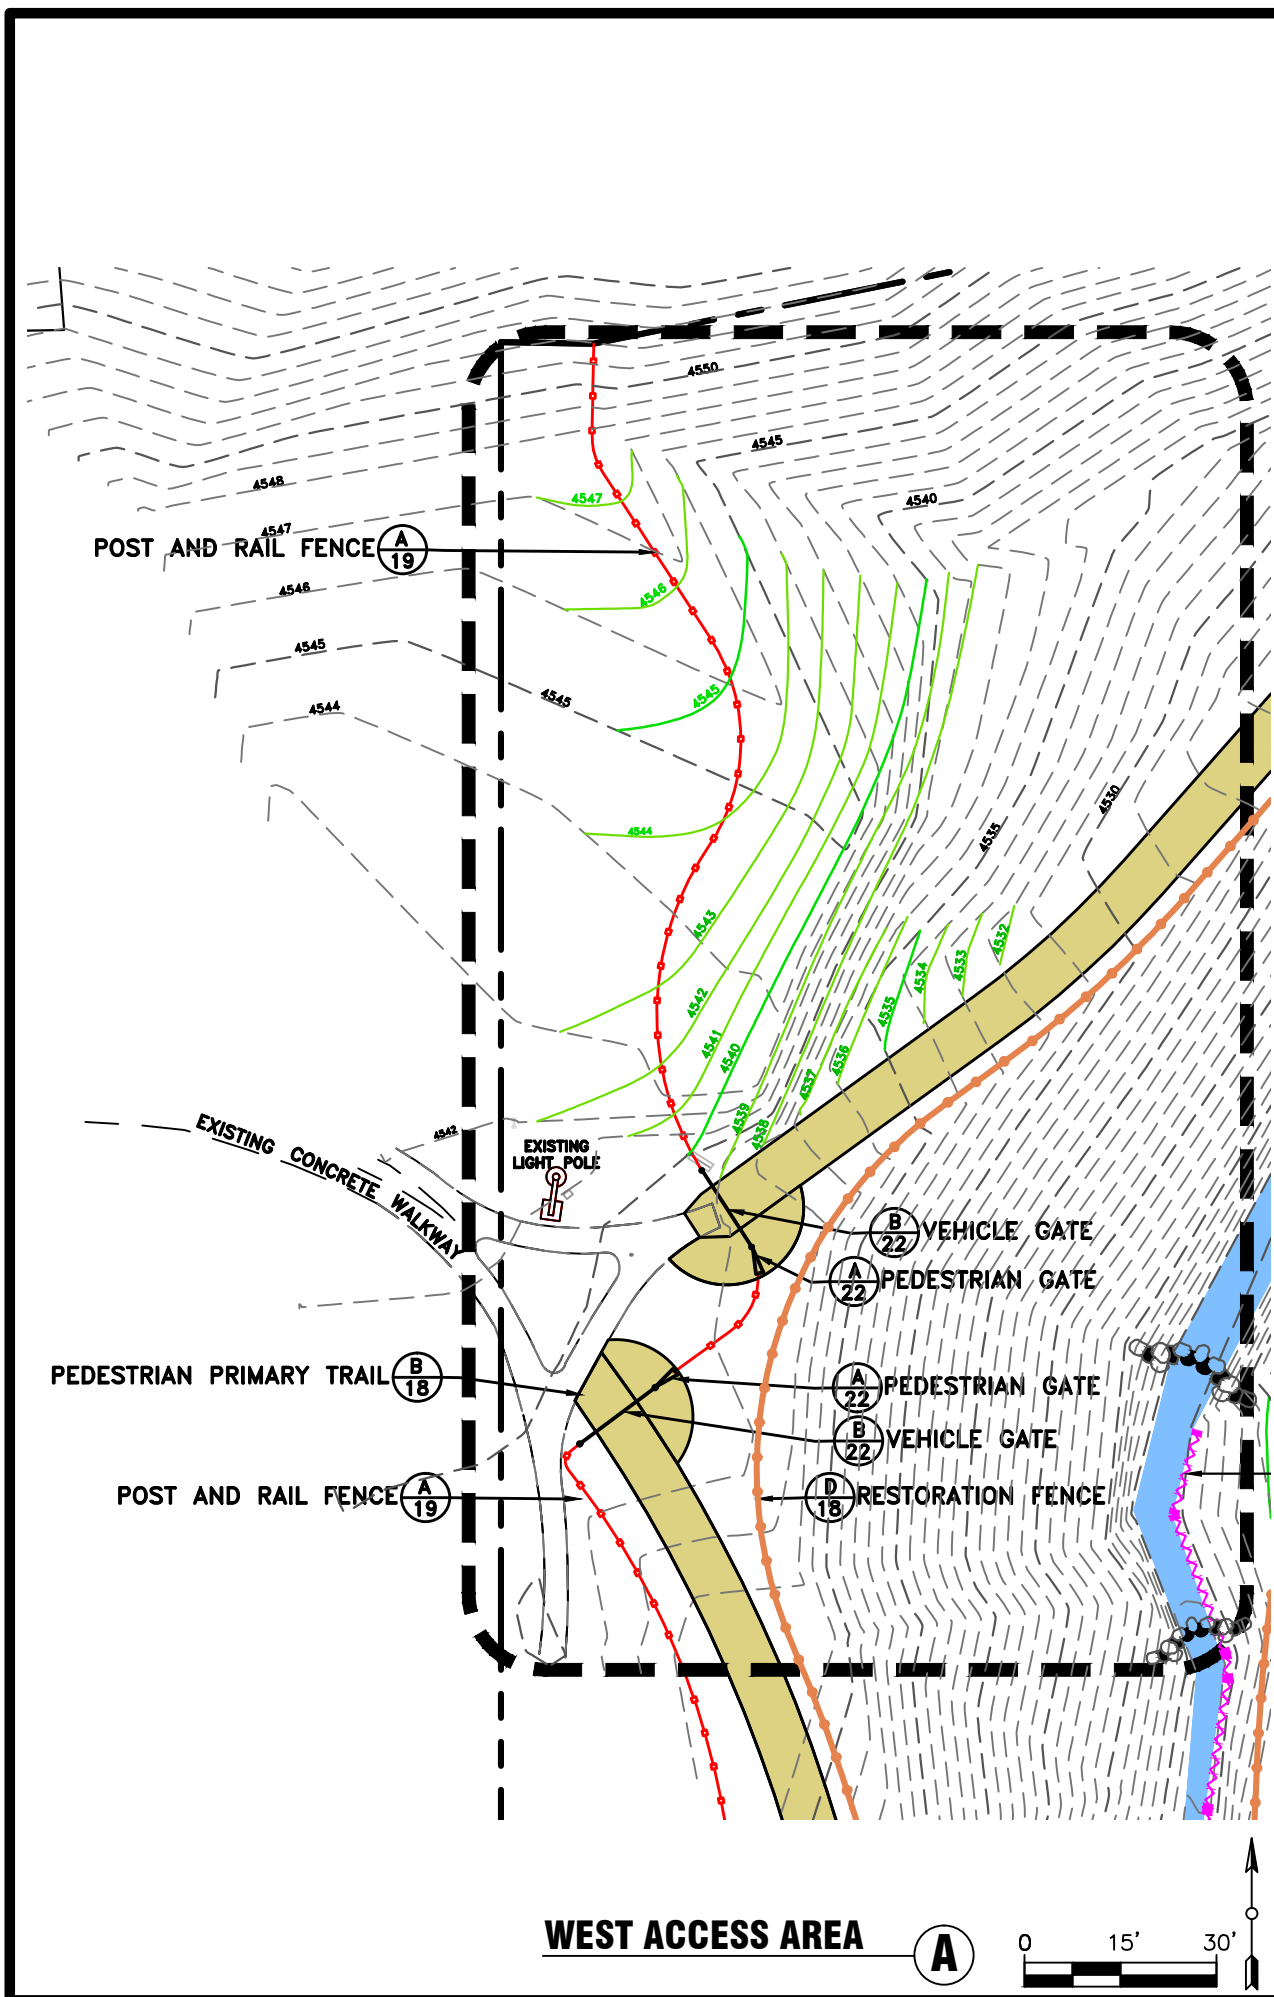 4550
4545
4548
4540
4547
4547
POST AND RAIL FENCE A 19
4546
4546
4545
4545
4545
4544
4530
4544
4535
4543
4532
4533
4534
4542
4535
4541
4540
4536
4537
4539
4538
EXISTING CONCRETE WALKWAY
4542
EXISTING
LIGHT POLE
B 22 VEHICLE GATE
A 22 PEDESTRIAN GATE
PEDESTRIAN PRIMARY TRAIL B 18
A 22 PEDESTRIAN GATE
B 22 VEHICLE GATE
POST AND RAIL FENCE A 19
D 18 RESTORATION FENCE
WEST ACCESS AREA A
0 15' 30'